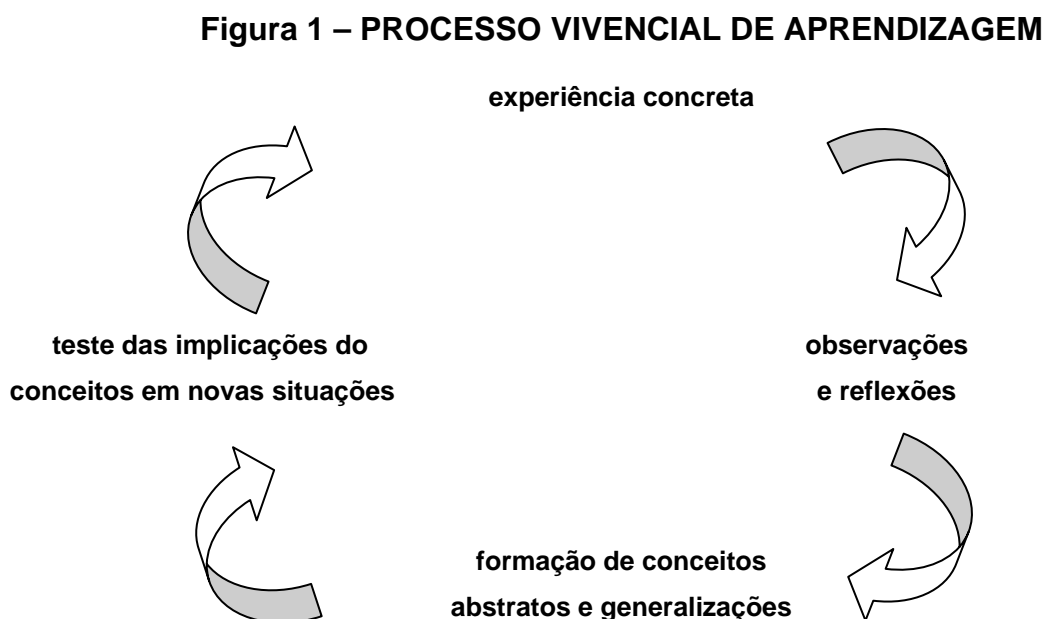 Figura 1 – PROCESSO VIVENCIAL DE APRENDIZAGEM
experiência concreta
observações
e reflexões
formação de conceitos
abstratos e generalizações
teste das implicações do
conceitos em novas situações